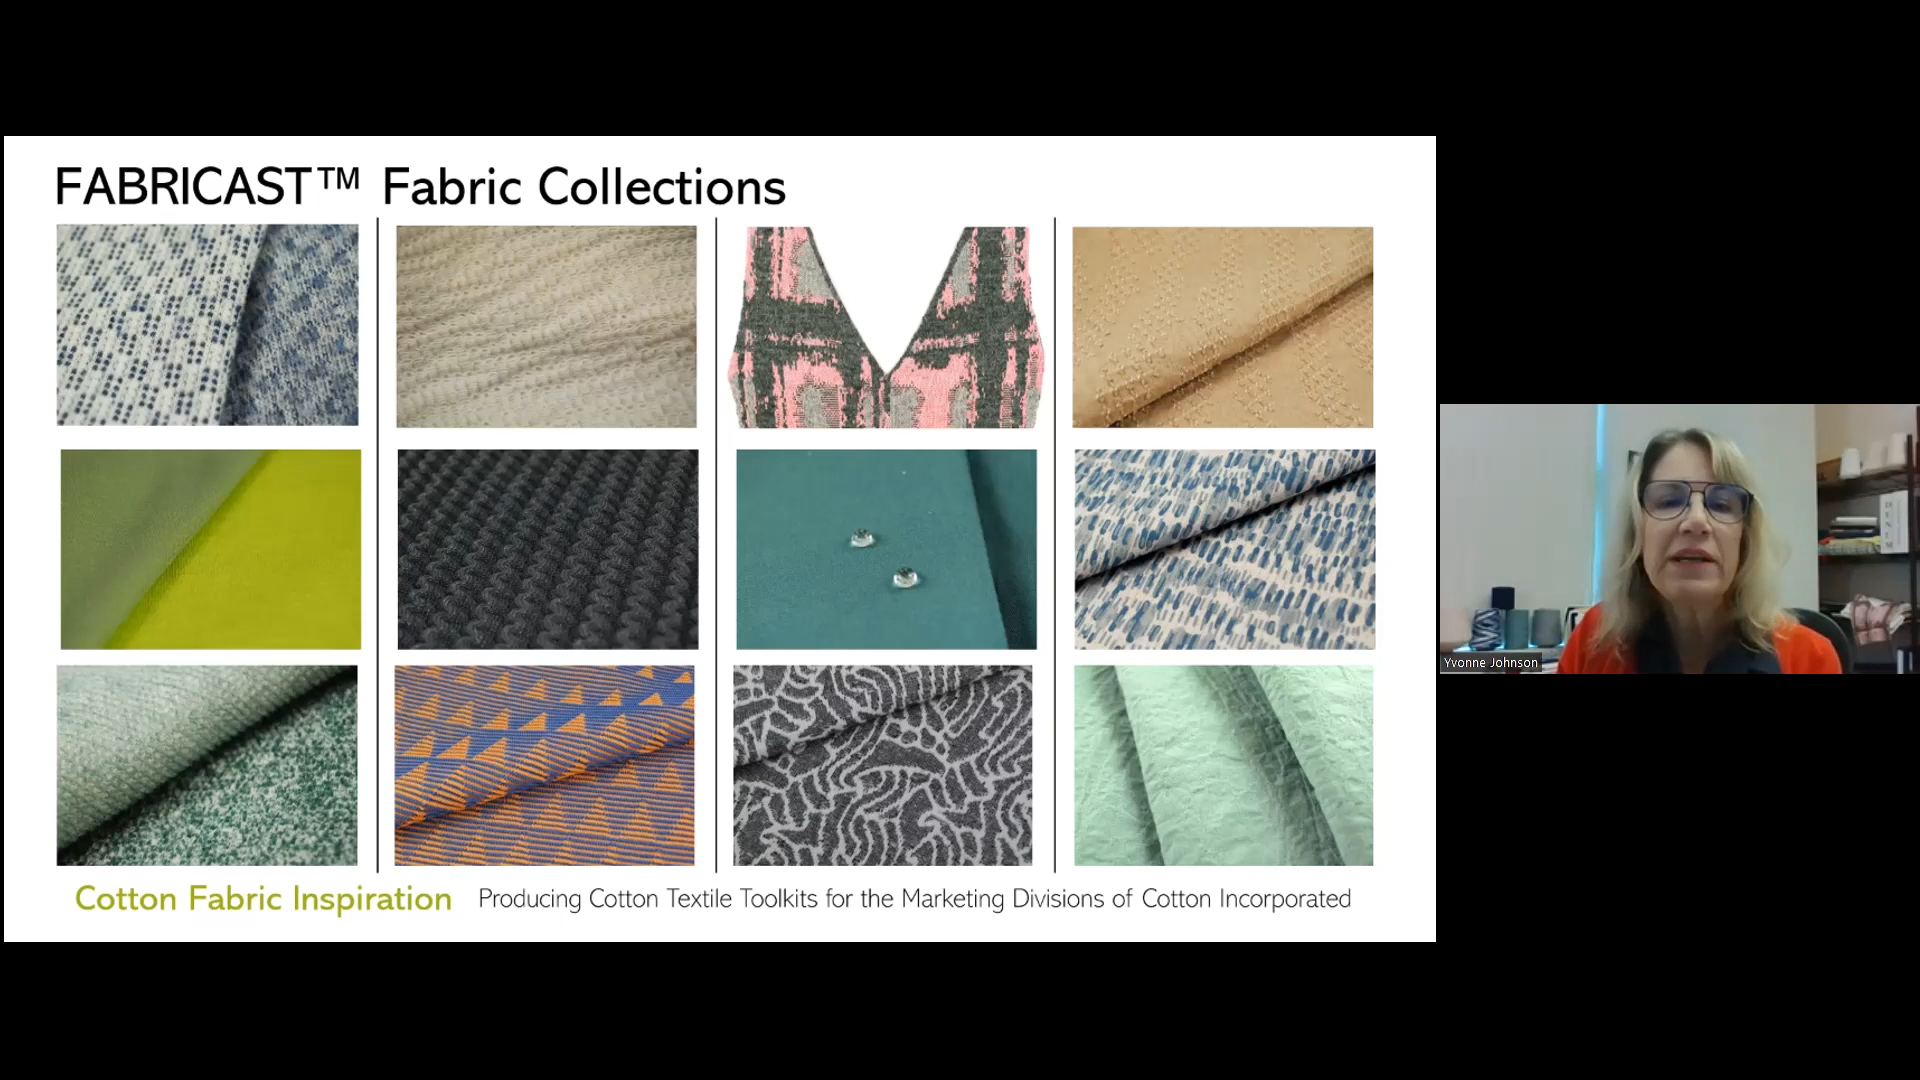 FABRICAST™ Fabric Collections
Cotton Fabric Inspiration Producing Cotton Textile Toolkits for the Marketing Divisions of Cotton Incorporated
Yvonne Johnson
DENIM